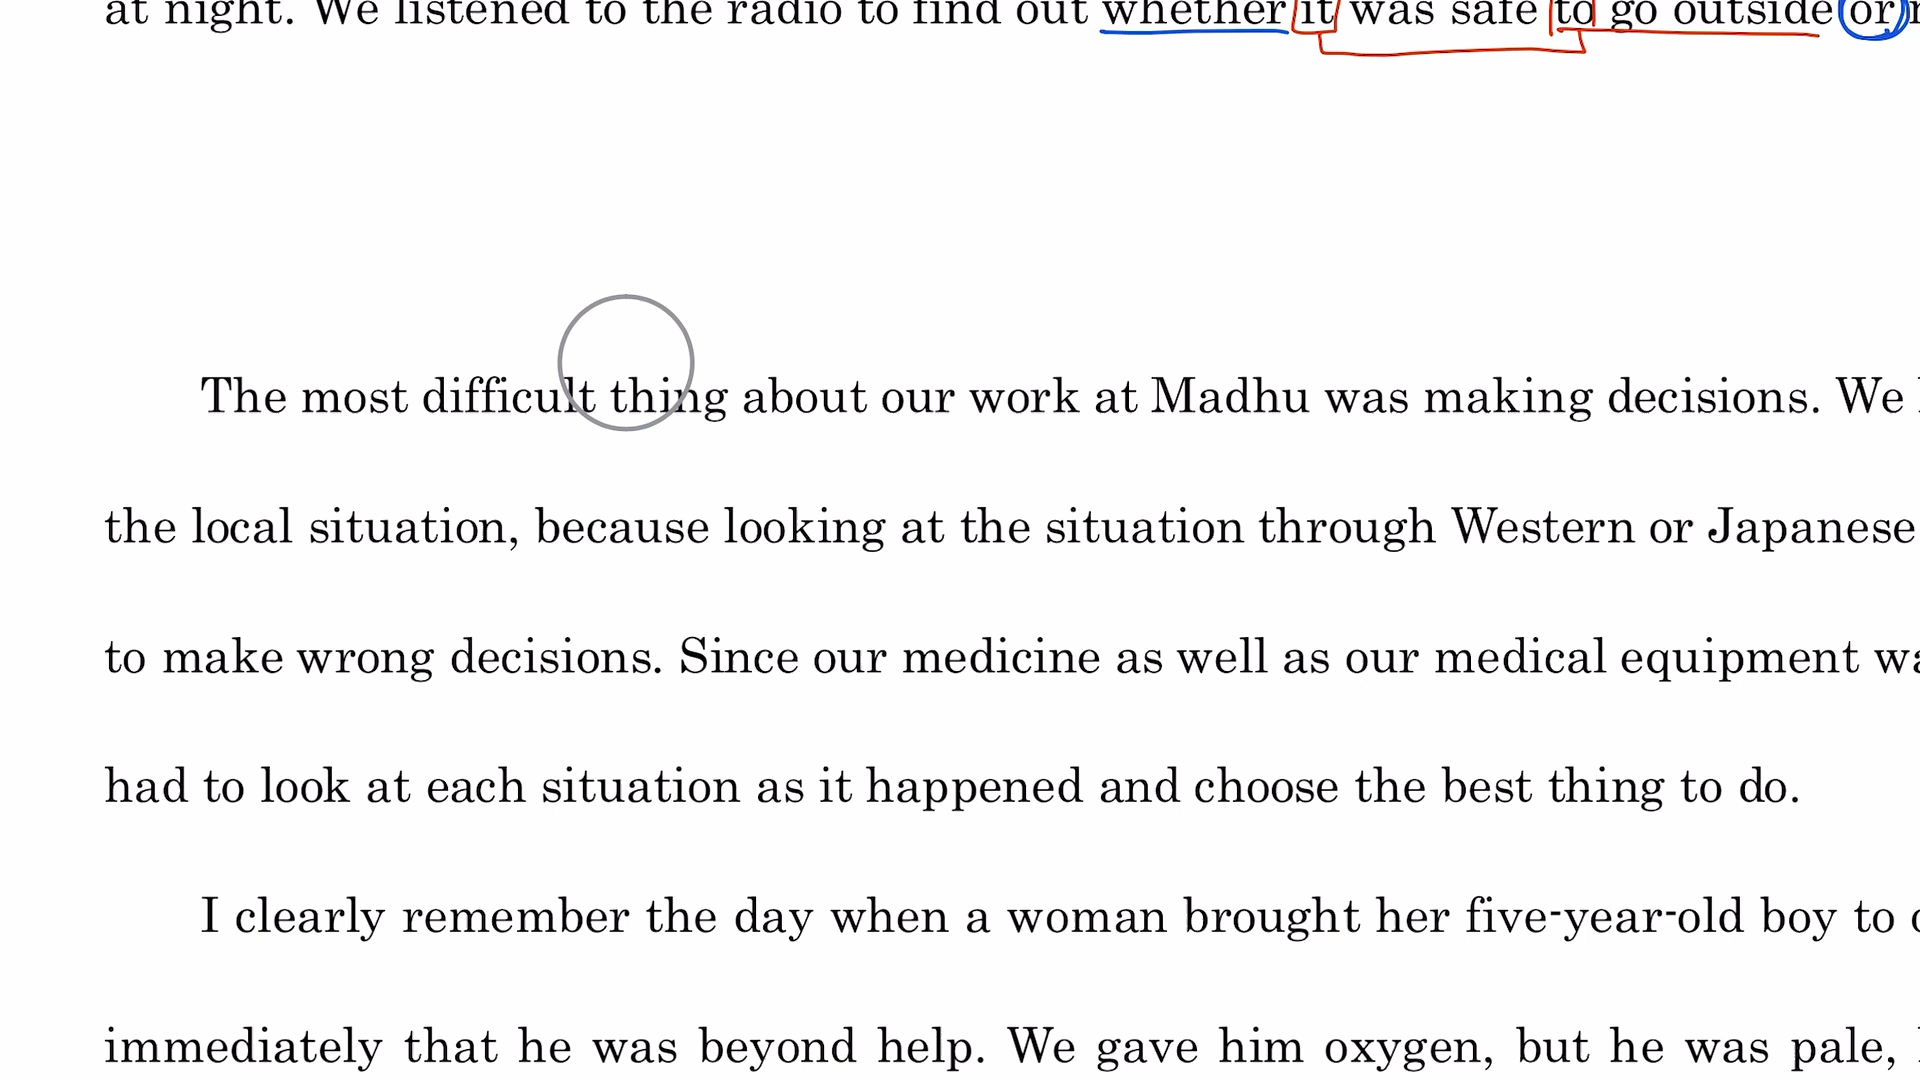 at night. We listened to the radio to find out whether it was safe to go outside or
The most difficult thing about our work at Madhu was making decisions. We
the local situation, because looking at the situation through Western or Japanese
to make wrong decisions. Since our medicine as well as our medical equipment
had to look at each situation as it happened and choose the best thing to do.
I clearly remember the day when a woman brought her five-year-old boy to
immediately that he was beyond help. We gave him oxygen, but he was pale,